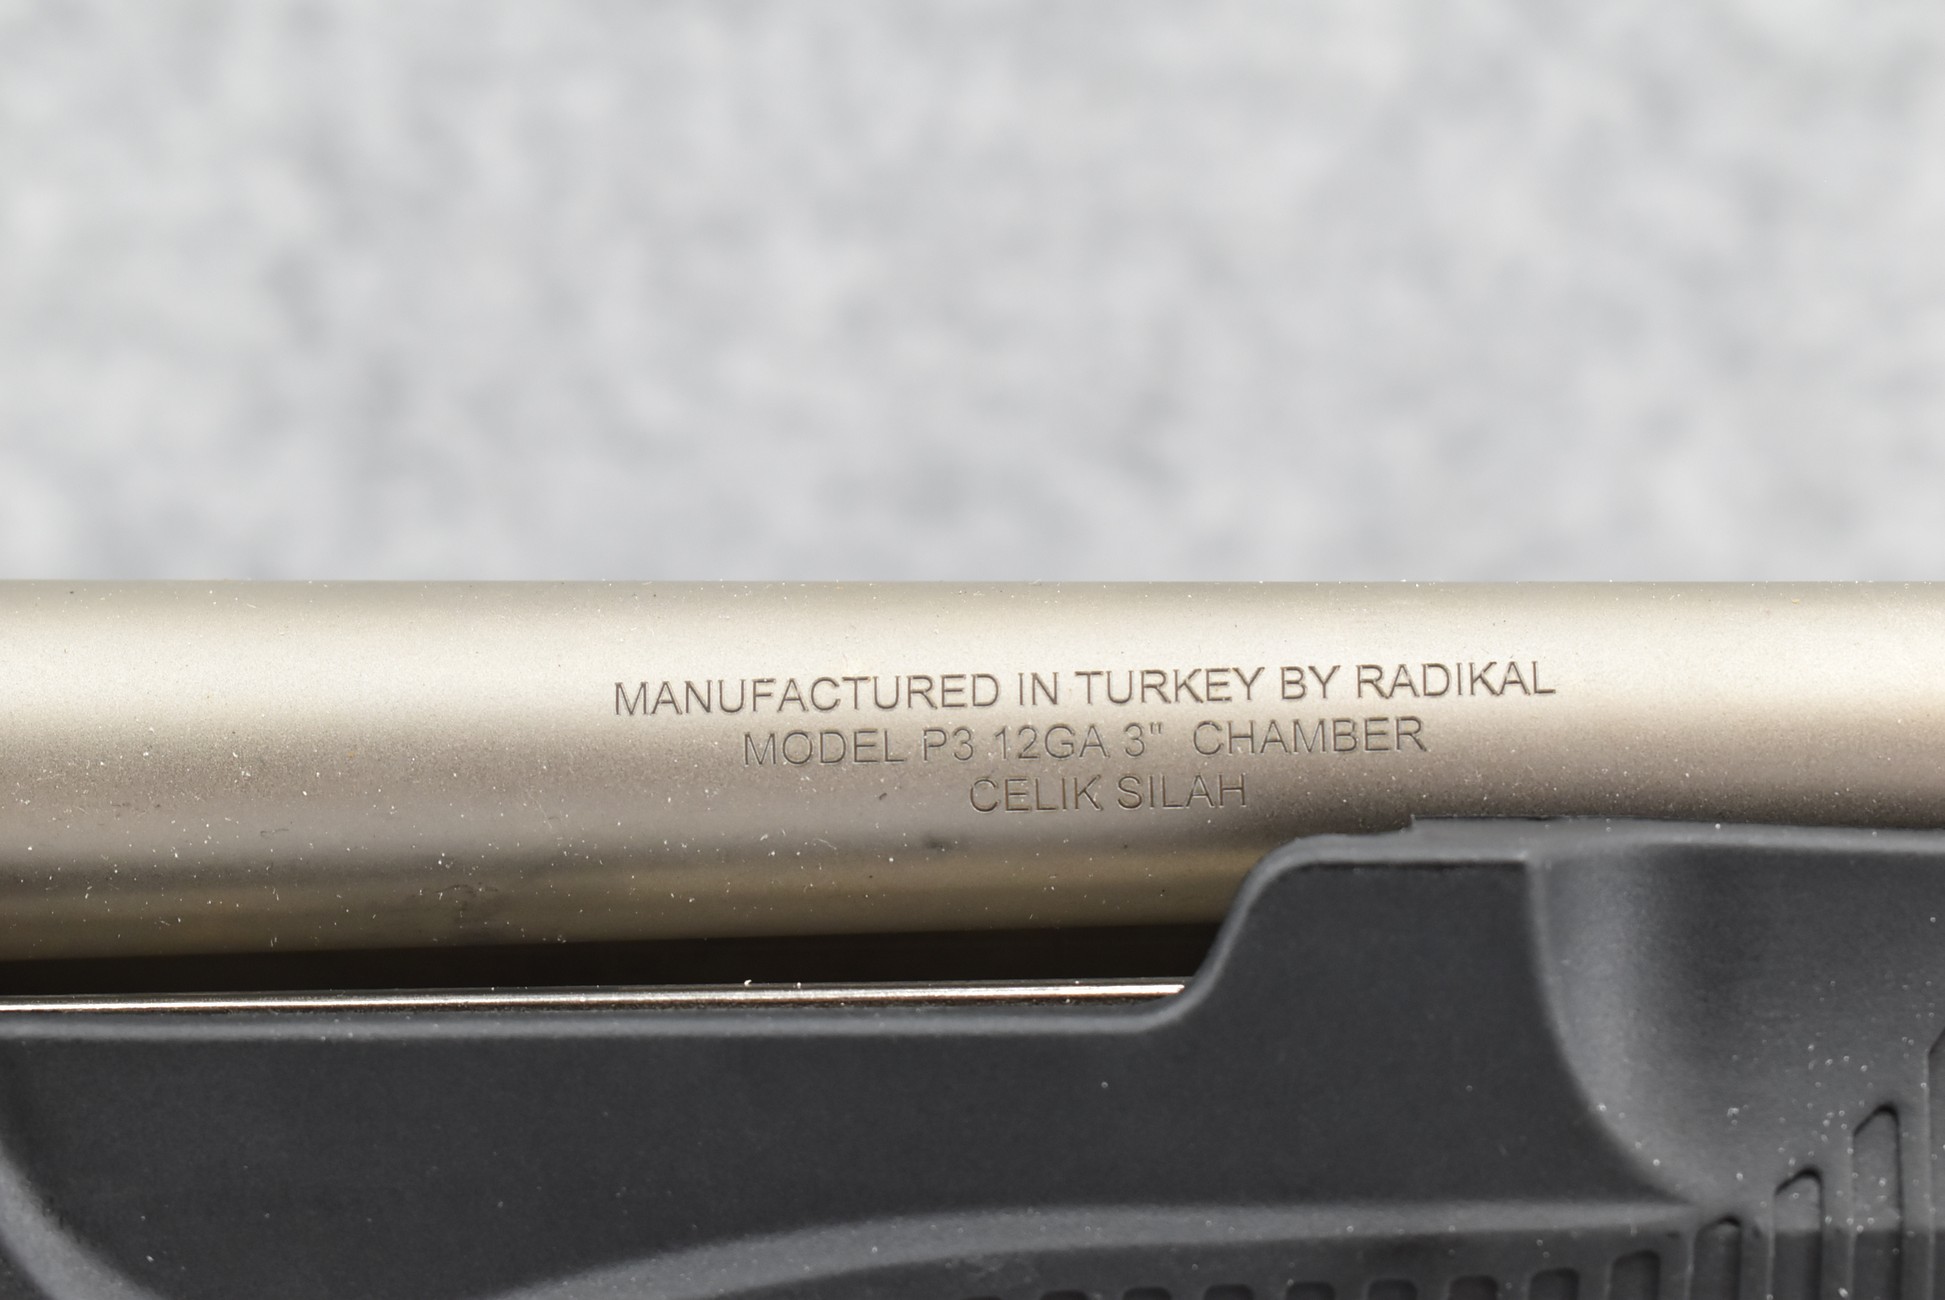 MANUFACTURED IN TURKEY BY RADIKAL
MODEL P3 12GA 3" CHAMBER
CELIK SILAH